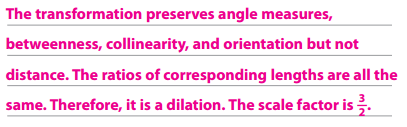 The transformation preserves angle measures,
betweenness, collinearity, and orientation but not
distance. The ratios of corresponding lengths are all the
same. Therefore, it is a dilation. The scale factor is 3/2.